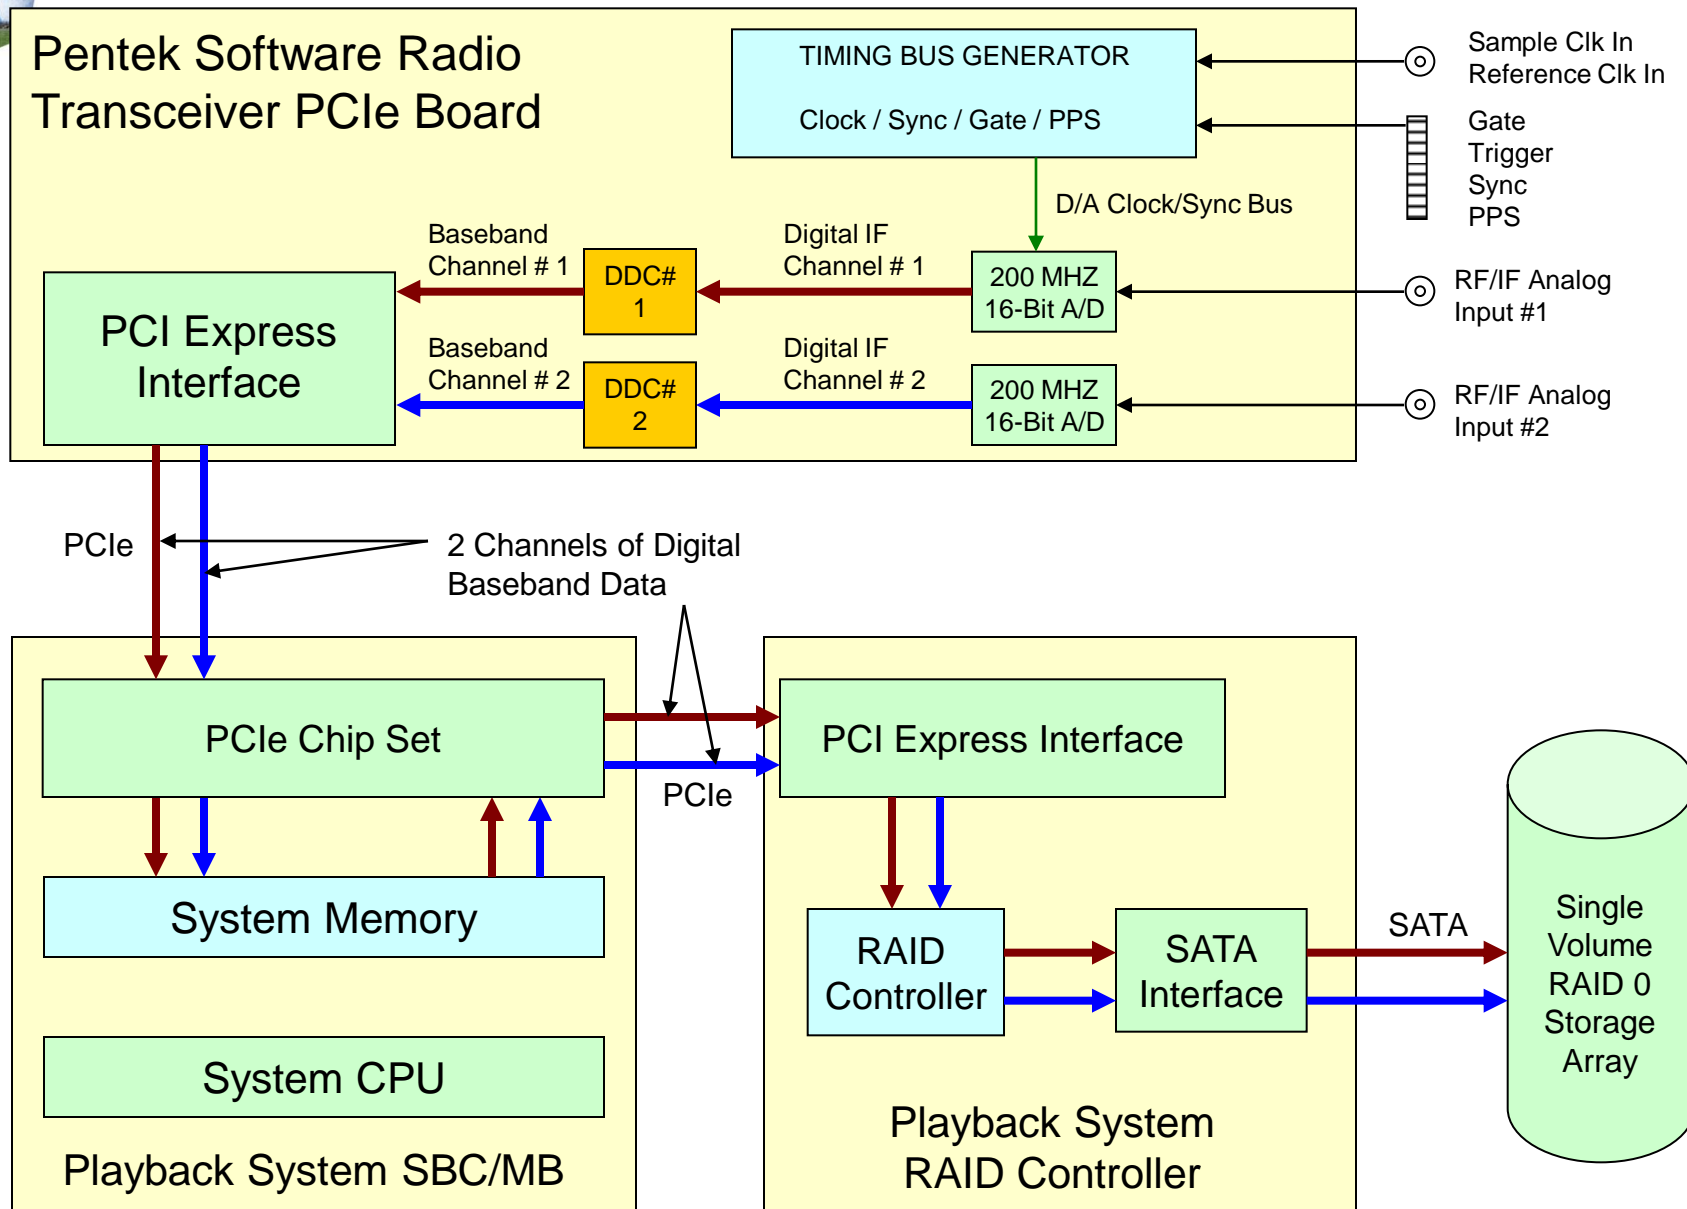 Pentek Software Radio
Transceiver PCIe Board
TIMING BUS GENERATOR
Clock / Sync / Gate / PPS
Sample Clk In
Reference Clk In
Gate
Trigger
Sync
PPS
D/A Clock/Sync Bus
Baseband
Channel # 1
DDC#
1
Digital IF
Channel # 1
200 MHZ
16-Bit A/D
RF/IF Analog
Input #1
PCI Express
Interface
Baseband
Channel # 2
DDC#
2
Digital IF
Channel # 2
200 MHZ
16-Bit A/D
RF/IF Analog
Input #2
PCIe
2 Channels of Digital
Baseband Data
PCIe Chip Set
PCIe
PCI Express Interface
System Memory
RAID
Controller
SATA
Interface
SATA
Single
Volume
RAID 0
Storage
Array
System CPU
Playback System SBC/MB
Playback System
RAID Controller